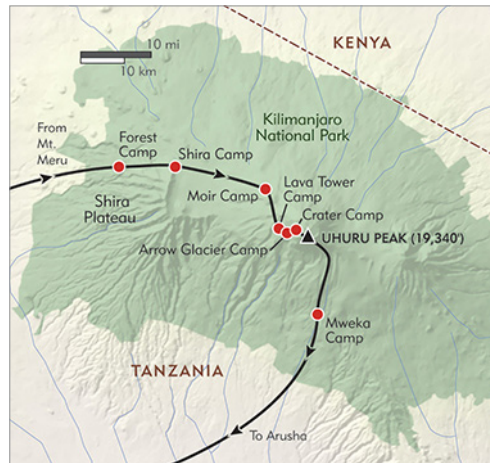 10 mi
10 km
KENYA
Kilimanjaro
National Park
From
Mt.
Meru
Forest
Camp
Shira Camp
Moir Camp
Lava Tower
Camp
Crater Camp
Shira
Plateau
Arrow Glacier Camp
UHURU PEAK (19,340')
Mweka
Camp
TANZANIA
To Arusha